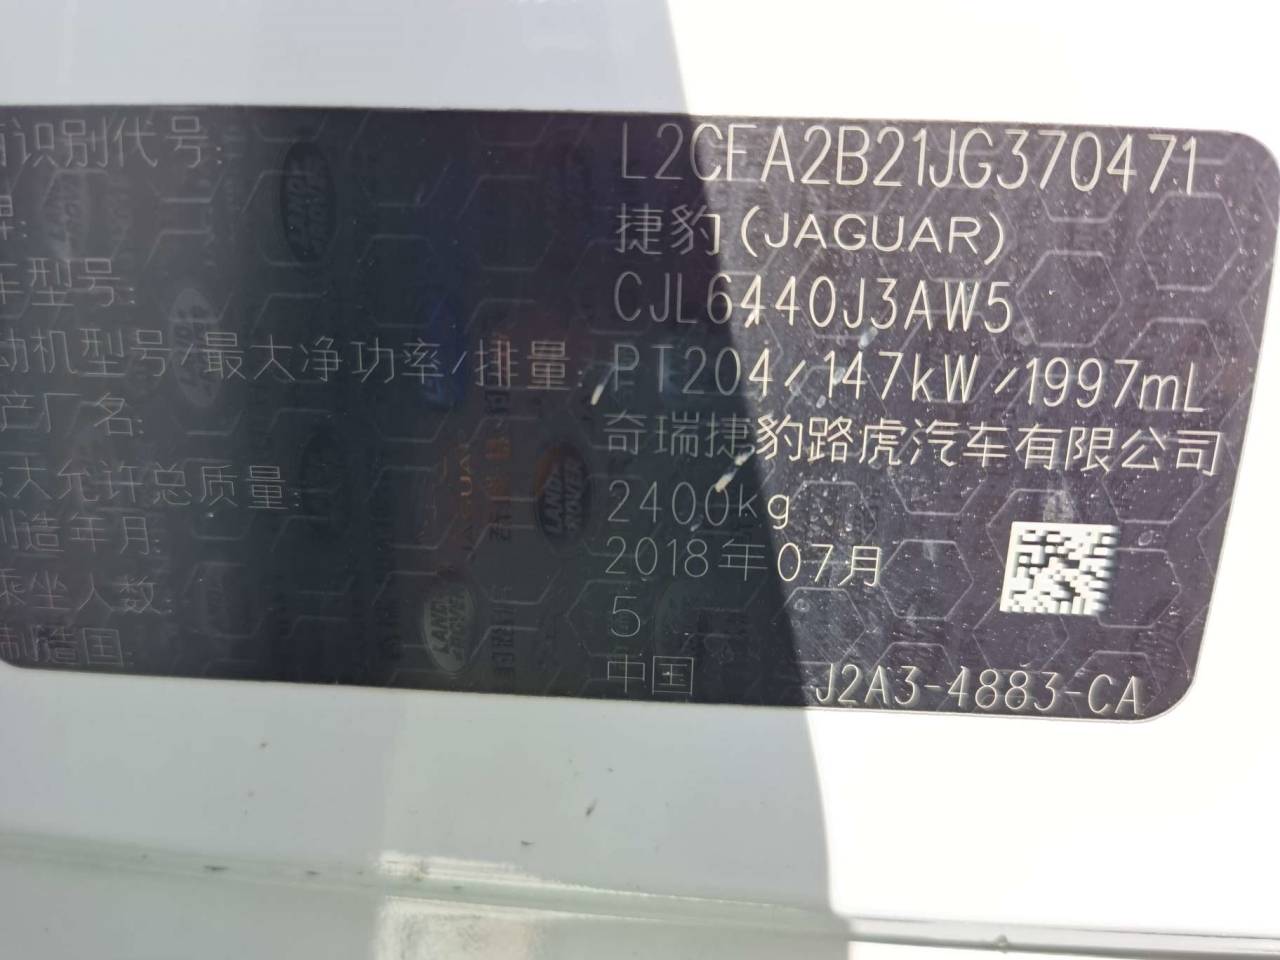 识别代号: L2CFA2B21JG370471
牌: 捷豹(JAGUAR)
车型号: CJL6440J3AW5
动机型号/最大净功率/排量: PT204/147kW/1997mL
产厂名: 奇瑞捷豹路虎汽车有限公司
大允许总质量: 2400kg
制造年月: 2018年07月
乘坐人数: 5
制造国: 中国
J2A3-4883-CA